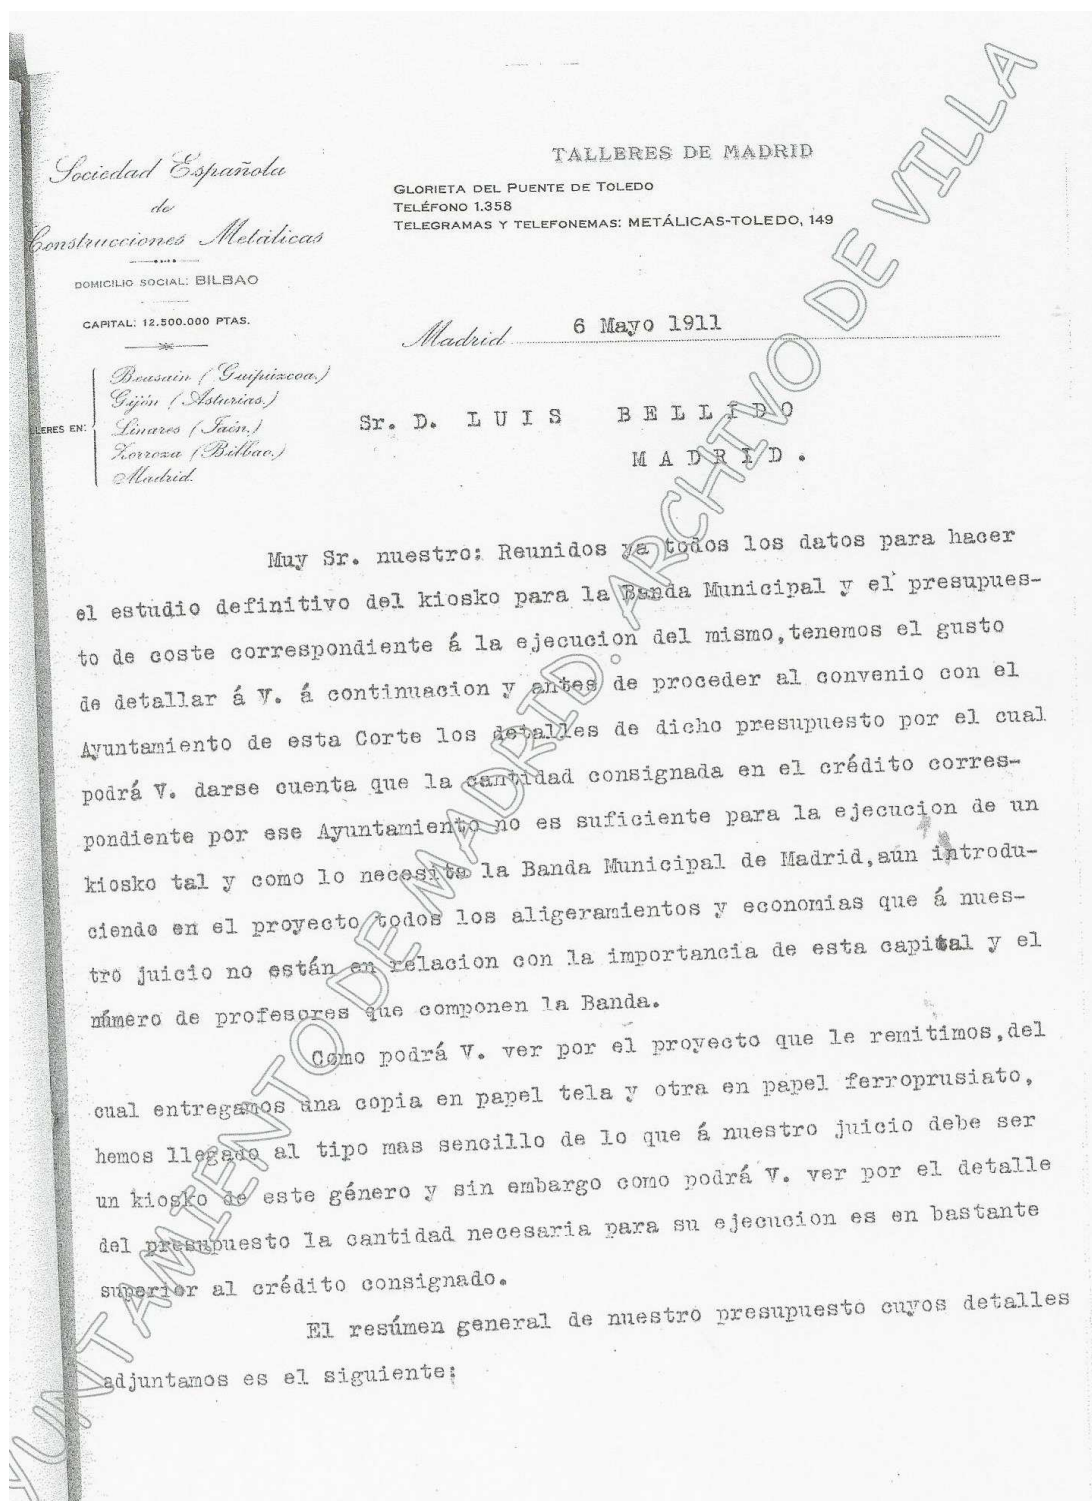 Sociedad Española
de
Construcciones Metálicas
DOMICILIO SOCIAL: BILBAO
CAPITAL: 12.500.000 PTAS.
LERES EN:
Beasain (Guipúzcoa.)
Gijón (Asturias.)
Linares (Jaén.)
Zorroza (Bilbao.)
Madrid.
TALLERES DE MADRID
GLORIETA DEL PUENTE DE TOLEDO
TELÉFONO 1.358
TELEGRAMAS Y TELEFONEMAS: METÁLICAS-TOLEDO, 149
Madrid 6 Mayo 1911
Sr. D. LUIS BELLIDO
MADRID.
Muy Sr. nuestro: Reunidos ya todos los datos para hacer
el estudio definitivo del kiosko para la Banda Municipal y el presupues-
to de coste correspondiente á la ejecucion del mismo,tenemos el gusto
de detallar á V. á continuacion y antes de proceder al convenio con el
Ayuntamiento de esta Corte los detalles de dicho presupuesto por el cual
podrá V. darse cuenta que la cantidad consignada en el crédito corres-
pondiente por ese Ayuntamiento no es suficiente para la ejecucion de un
kiosko tal y como lo necesita la Banda Municipal de Madrid,aún introdu-
ciendo en el proyecto todos los aligeramientos y economias que á nues-
tro juicio no están en relacion con la importancia de esta capital y el
número de profesores que componen la Banda.
Como podrá V. ver por el proyecto que le remitimos,del
cual entregamos una copia en papel tela y otra en papel ferroprusiato,
hemos llegado al tipo mas sencillo de lo que á nuestro juicio debe ser
un kiosko de este género y sin embargo como podrá V. ver por el detalle
del presupuesto la cantidad necesaria para su ejecucion es en bastante
superior al crédito consignado.
El resúmen general de nuestro presupuesto cuyos detalles
adjuntamos es el siguiente:
AYUNTAMIENTO DE MADRID. ARCHIVO DE VILLA